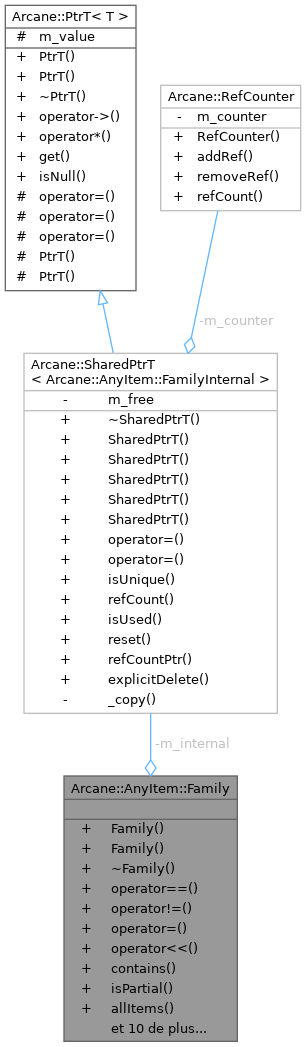 Arcane::PtrT< T >
# m_value
+ PtrT()
+ PtrT()
+ ~PtrT()
+ operator->()
+ operator*()
+ get()
+ isNull()
# operator=()
# operator=()
# operator=()
# PtrT()
# PtrT()
Arcane::RefCounter
- m_counter
+ RefCounter()
+ addRef()
+ removeRef()
+ refCount()
-m_counter
Arcane::SharedPtrT
< Arcane::AnyItem::FamilyInternal >
- m_free
+ ~SharedPtrT()
+ SharedPtrT()
+ SharedPtrT()
+ SharedPtrT()
+ SharedPtrT()
+ SharedPtrT()
+ operator=()
+ operator=()
+ isUnique()
+ refCount()
+ isUsed()
+ reset()
+ refCountPtr()
+ explicitDelete()
- _copy()
-m_internal
Arcane::AnyItem::Family
+ Family()
+ Family()
+ ~Family()
+ operator==()
+ operator!=()
+ operator=()
+ operator<<()
+ contains()
+ isPartial()
+ allItems()
et 10 de plus...